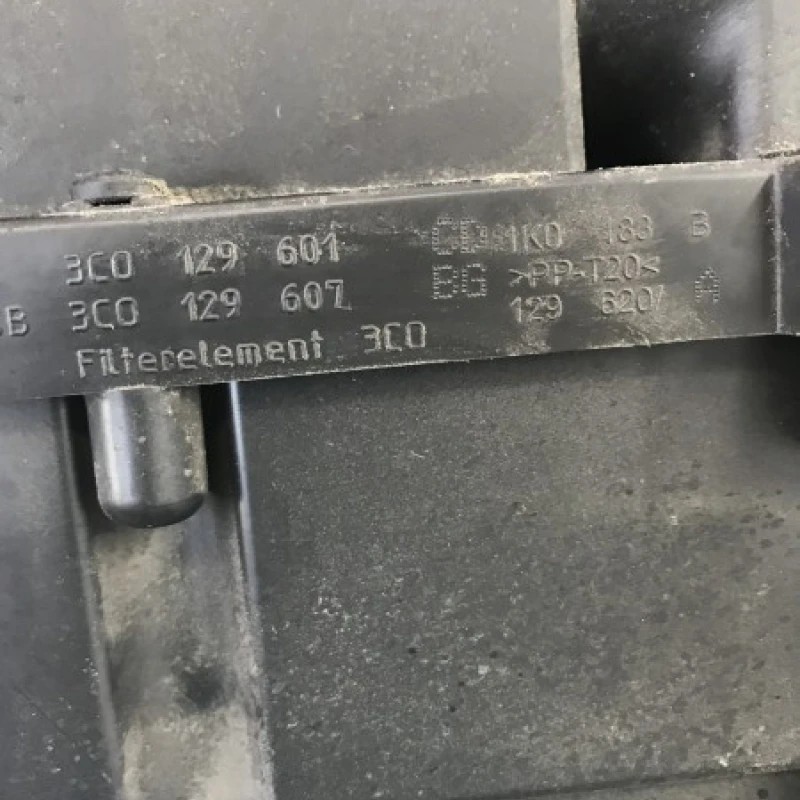 3C0 129 601
B 3C0 129 607
Filterelement 3C0
1K0 183 B
>PP-T20<
129 620/